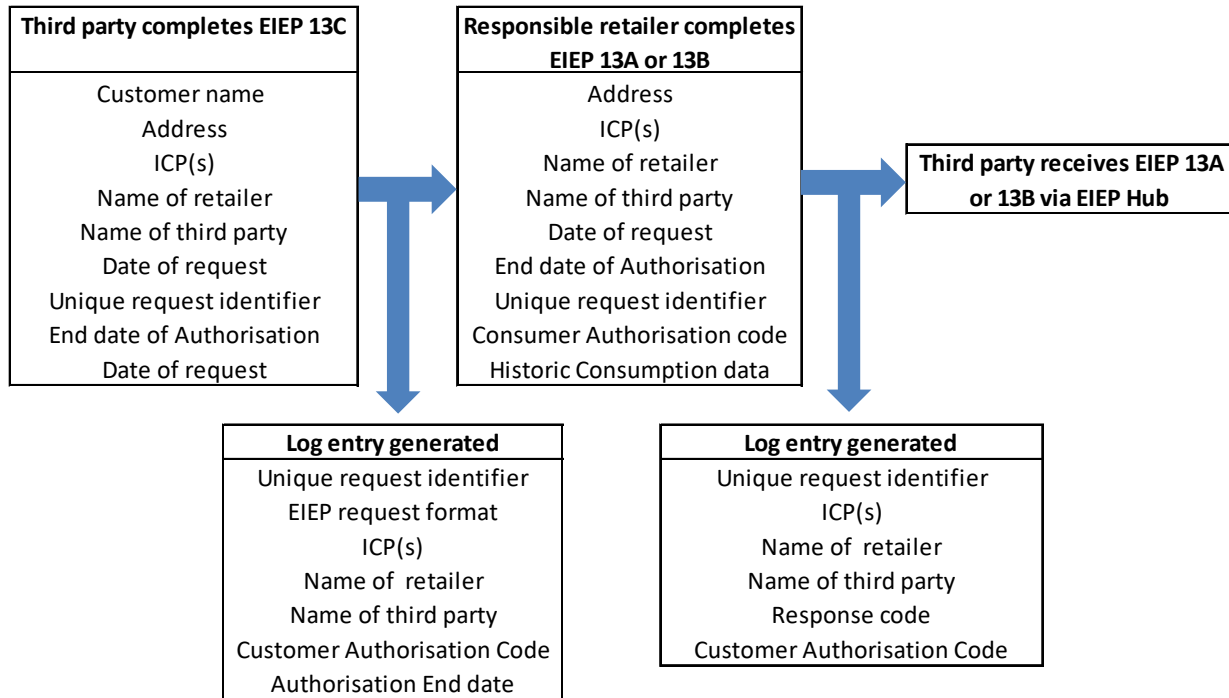 Third party completes EIEP 13C
Customer name
Address
ICP(s)
Name of retailer
Name of third party
Date of request
Unique request identifier
End date of Authorisation
Date of request
Responsible retailer completes
EIEP 13A or 13B
Address
ICP(s)
Name of retailer
Name of third party
Date of request
End date of Authorisation
Unique request identifier
Consumer Authorisation code
Historic Consumption data
Third party receives EIEP 13A
or 13B via EIEP Hub
Log entry generated
Unique request identifier
EIEP request format
ICP(s)
Name of retailer
Name of third party
Customer Authorisation Code
Authorisation End date
Log entry generated
Unique request identifier
ICP(s)
Name of retailer
Name of third party
Response code
Customer Authorisation Code